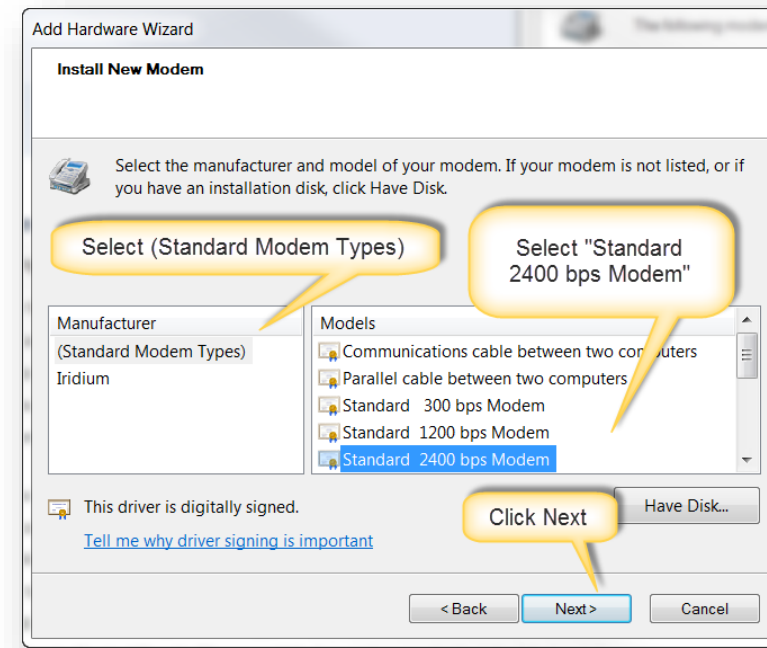 Add Hardware Wizard
The following modem
Install New Modem
Select the manufacturer and model of your modem. If your modem is not listed, or if
you have an installation disk, click Have Disk.
Select (Standard Modem Types)
Select "Standard
2400 bps Modem"
Manufacturer
(Standard Modem Types)
Iridium
Models
Communications cable between two computers
Parallel cable between two computers
Standard 300 bps Modem
Standard 1200 bps Modem
Standard 2400 bps Modem
This driver is digitally signed.
Tell me why driver signing is important
Click Next
Have Disk...
< Back
Next >
Cancel